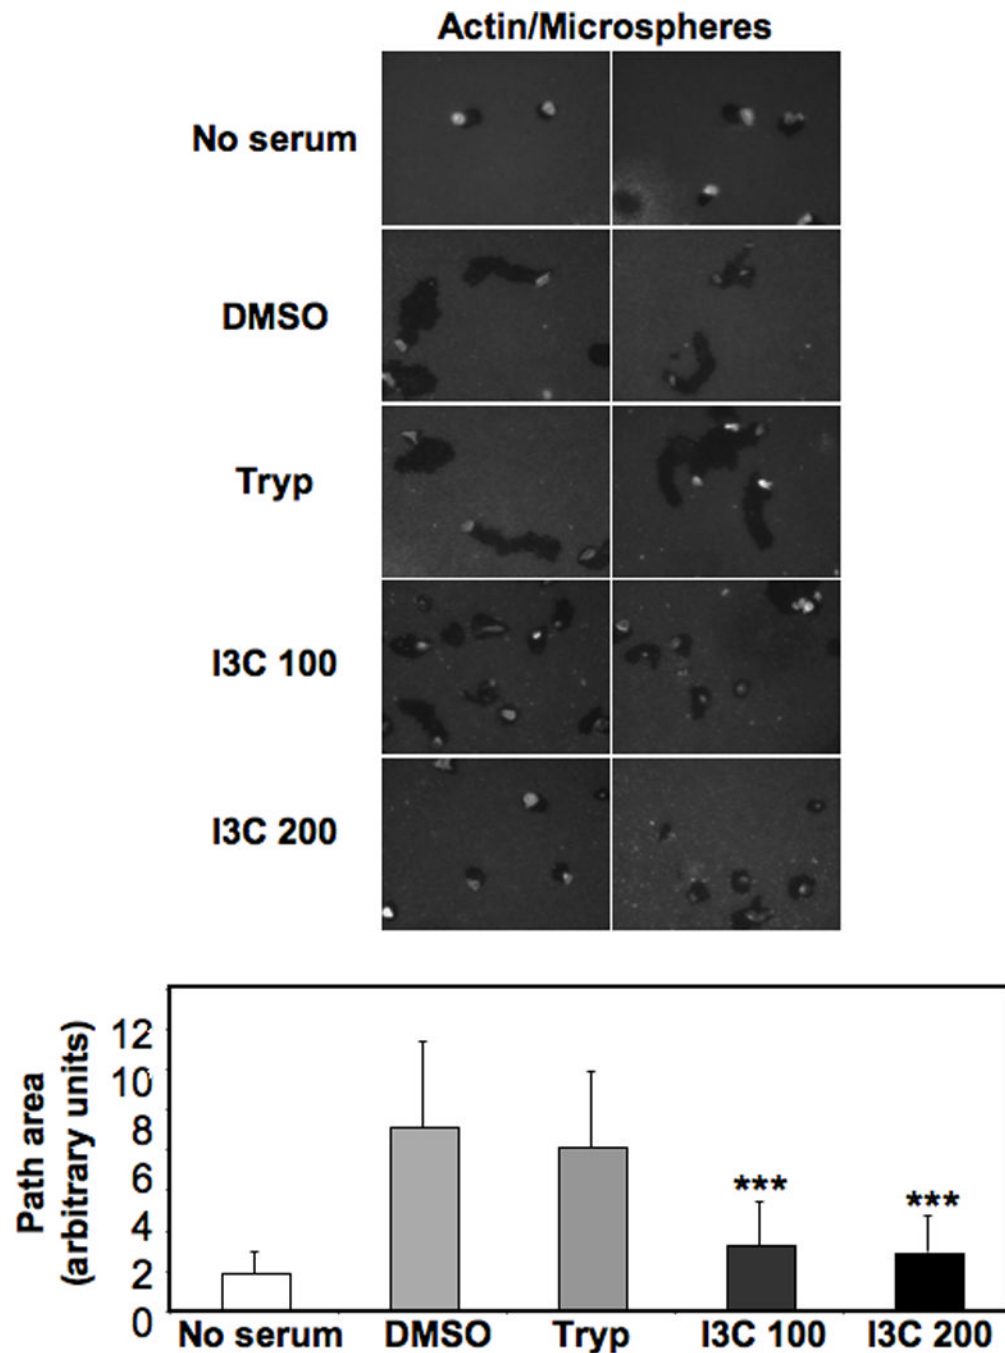 Actin/Microspheres
No serum
DMSO
Tryp
I3C 100
I3C 200
Path area
(arbitrary units)
12
10
8
6
4
2
0
***
***
No serum
DMSO
Tryp
I3C 100
I3C 200